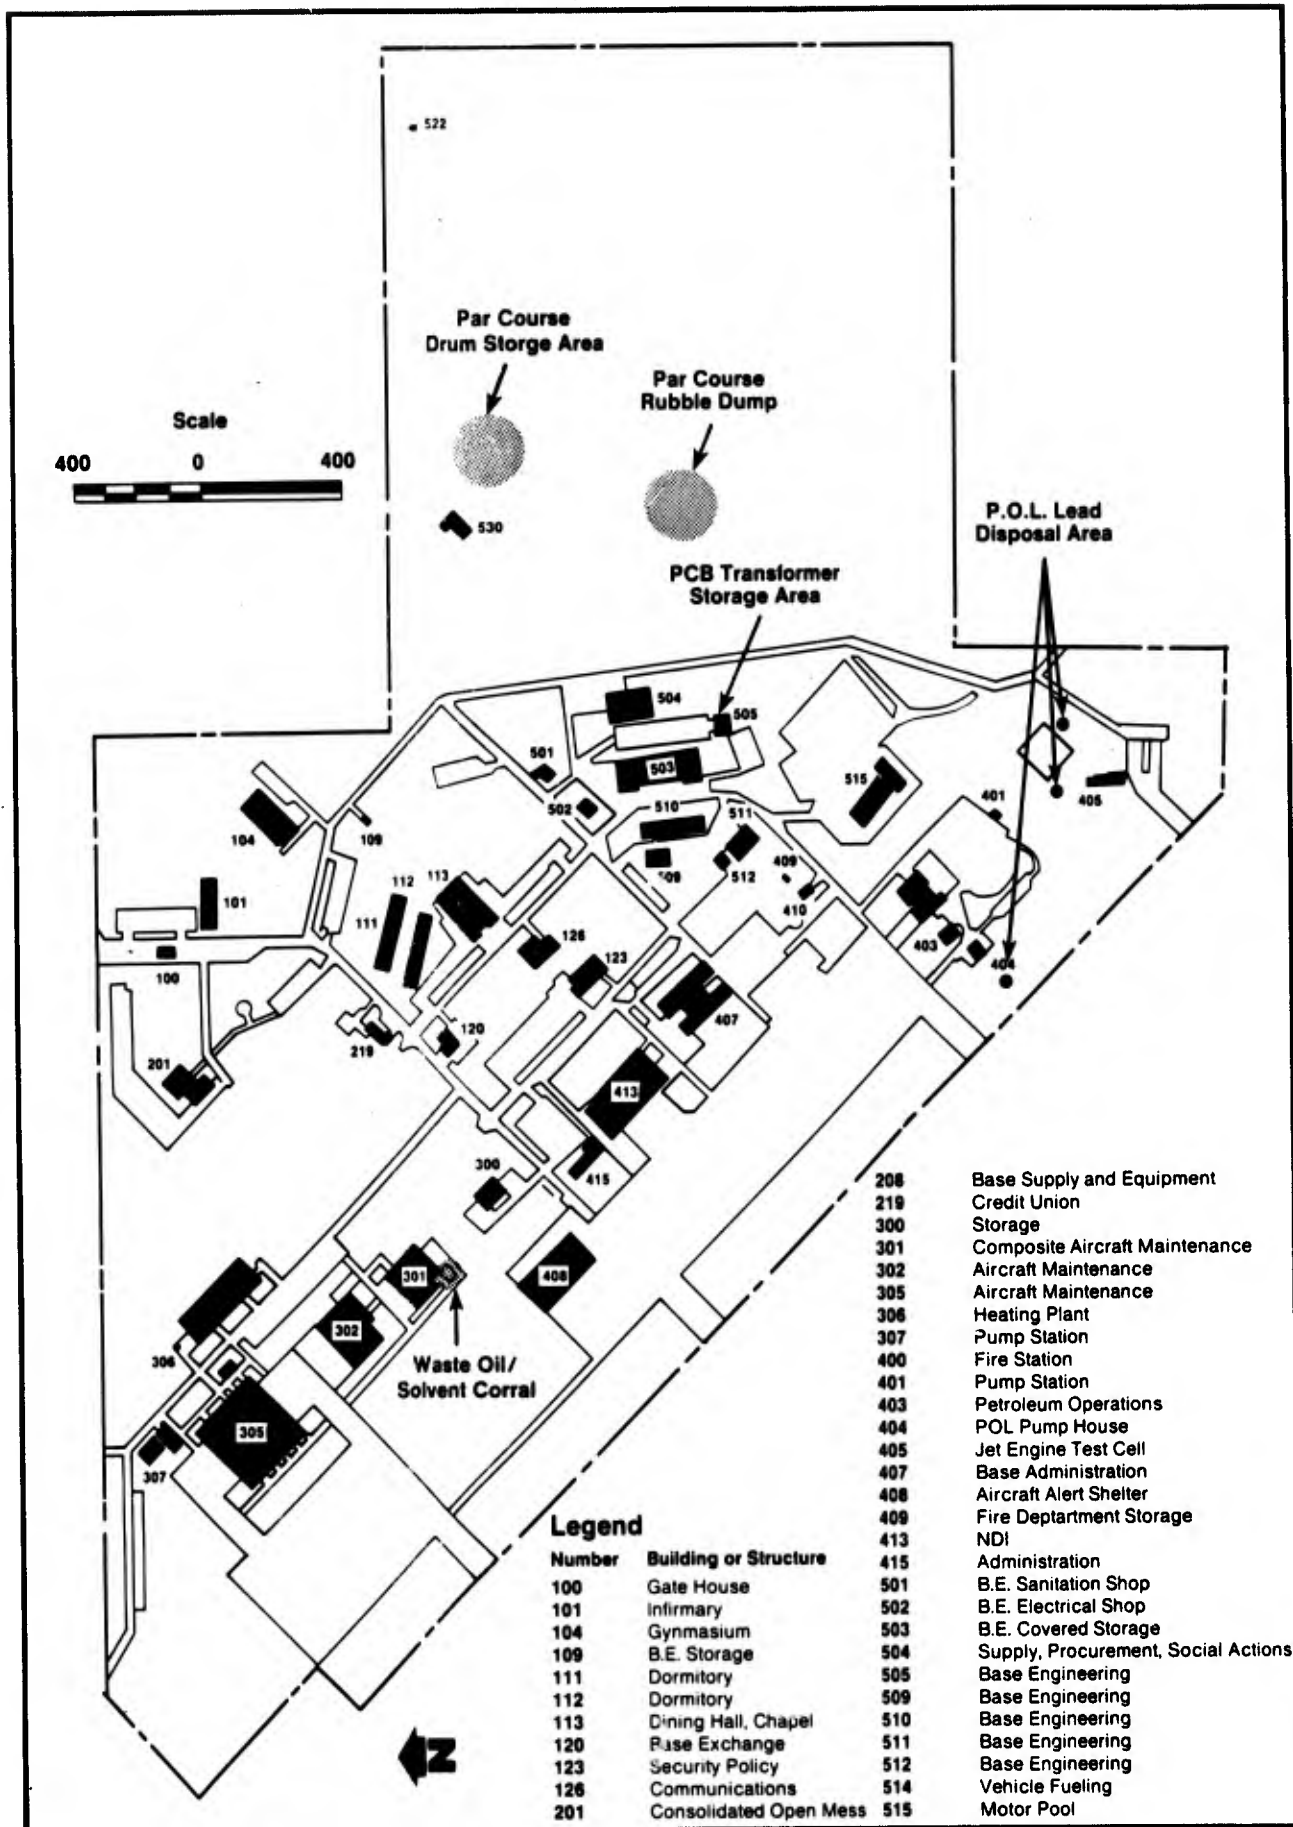 522
Par Course
Drum Storge Area
Par Course
Rubble Dump
Scale
400 0 400
530
P.O.L. Lead
Disposal Area
PCB Transformer
Storage Area
504
505
501
503
502
510
511
515
401
405
104
109
509
512
409
410
112
113
101
111
126
123
403
404
100
407
219
120
201
413
300
415
301
408
302
306
Waste Oil/
Solvent Corral
305
307
N
Legend
Number Building or Structure
100 Gate House
101 Infirmary
104 Gynmasium
109 B.E. Storage
111 Dormitory
112 Dormitory
113 Dining Hall, Chapel
120 Base Exchange
123 Security Policy
126 Communications
201 Consolidated Open Mess
208 Base Supply and Equipment
219 Credit Union
300 Storage
301 Composite Aircraft Maintenance
302 Aircraft Maintenance
305 Aircraft Maintenance
306 Heating Plant
307 Pump Station
400 Fire Station
401 Pump Station
403 Petroleum Operations
404 POL Pump House
405 Jet Engine Test Cell
407 Base Administration
408 Aircraft Alert Shelter
409 Fire Deptartment Storage
413 NDI
415 Administration
501 B.E. Sanitation Shop
502 B.E. Electrical Shop
503 B.E. Covered Storage
504 Supply, Procurement, Social Actions
505 Base Engineering
509 Base Engineering
510 Base Engineering
511 Base Engineering
512 Base Engineering
514 Vehicle Fueling
515 Motor Pool